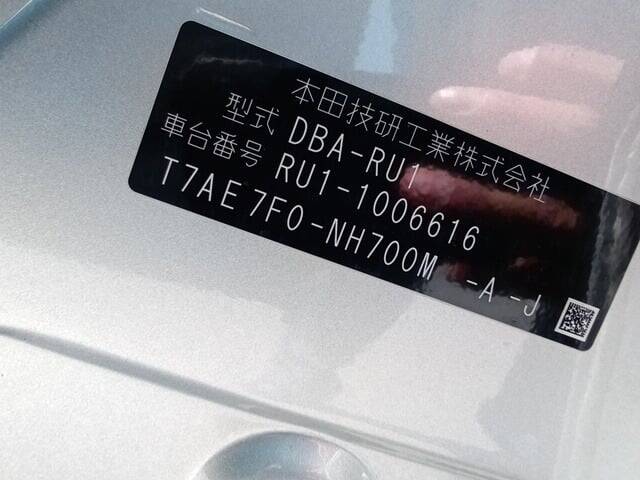 本田技研工業株式会社
型式 DBA-RU1
車台番号 RU1-1006616
T7AE 7F0-NH700M -A -J